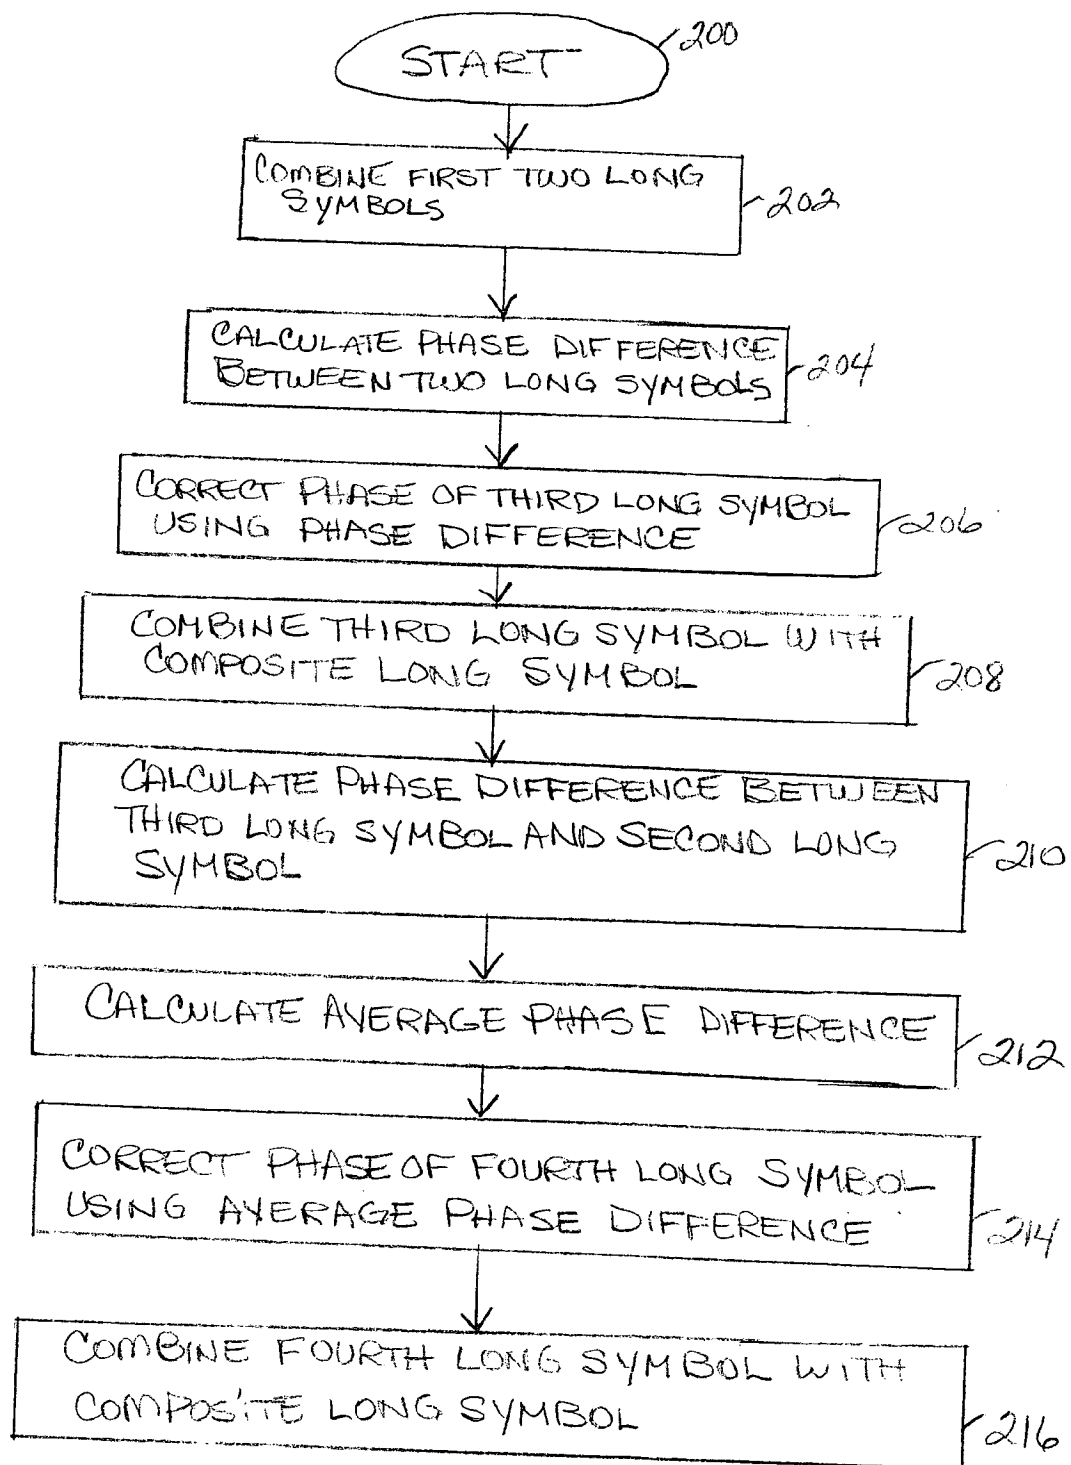 START
200
COMBINE FIRST TWO LONG
SYMBOLS
202
CALCULATE PHASE DIFFERENCE
BETWEEN TWO LONG SYMBOLS
204
CORRECT PHASE OF THIRD LONG SYMBOL
USING PHASE DIFFERENCE
206
COMBINE THIRD LONG SYMBOL WITH
COMPOSITE LONG SYMBOL
208
CALCULATE PHASE DIFFERENCE BETWEEN
THIRD LONG SYMBOL AND SECOND LONG
SYMBOL
210
CALCULATE AVERAGE PHASE DIFFERENCE
212
CORRECT PHASE OF FOURTH LONG SYMBOL
USING AVERAGE PHASE DIFFERENCE
214
COMBINE FOURTH LONG SYMBOL WITH
COMPOSITE LONG SYMBOL
216